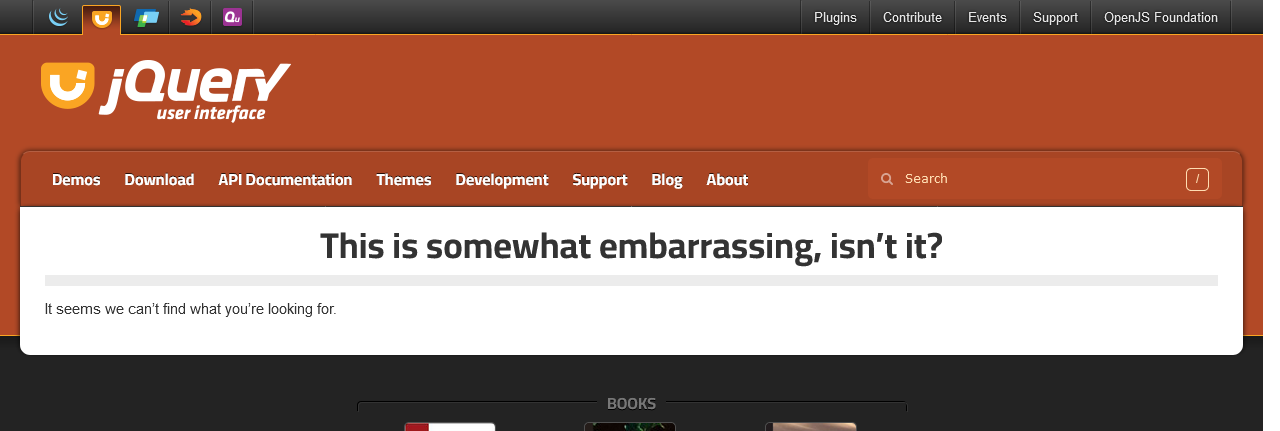 Qu
Plugins Contribute Events Support OpenJS Foundation
jQuery
user interface
Demos Download API Documentation Themes Development Support Blog About Search /
This is somewhat embarrassing, isn’t it?
It seems we can’t find what you’re looking for.
BOOKS